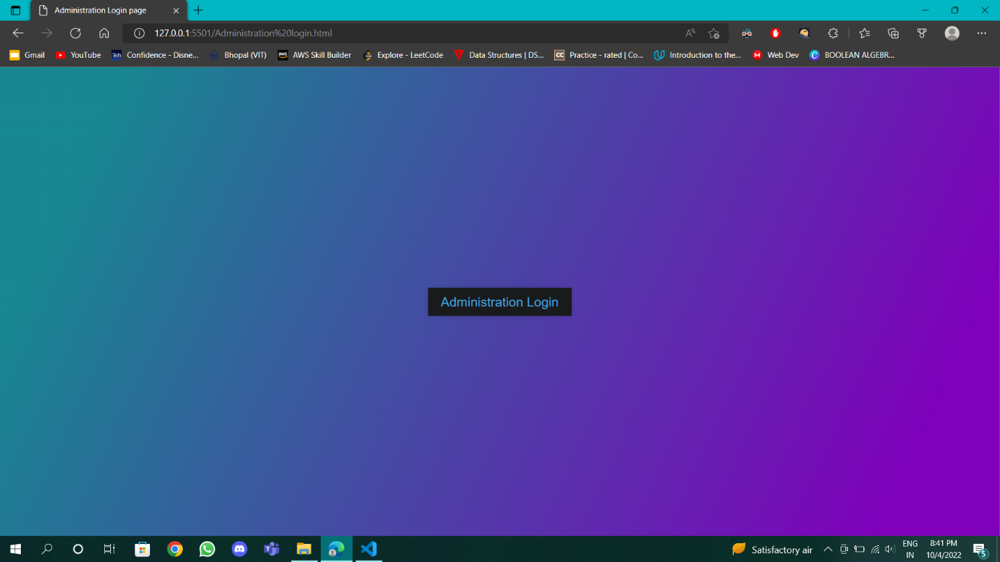 Administration Login page
127.0.0.1:5501/Administration%20login.html
Gmail YouTube Confidence - Disne... Bhopal (VIT) AWS Skill Builder Explore - LeetCode Data Structures | DS... Practice - rated | Co... Introduction to the... Web Dev BOOLEAN ALGEBR...
Administration Login
Satisfactory air
ENG
IN
8:41 PM
10/4/2022
5